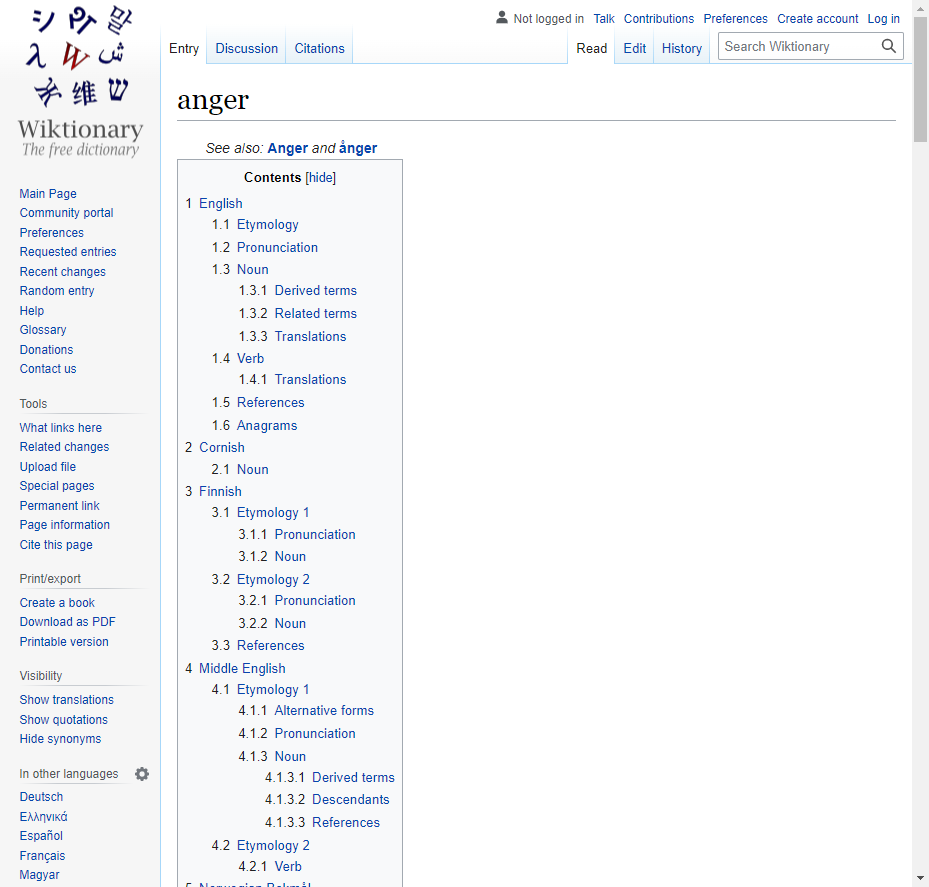 Not logged in Talk Contributions Preferences Create account Log in
Entry Discussion Citations Read Edit History Search Wiktionary
Wiktionary
The free dictionary
anger
See also: Anger and ånger
Contents [hide]
1 English
1.1 Etymology
1.2 Pronunciation
1.3 Noun
1.3.1 Derived terms
1.3.2 Related terms
1.3.3 Translations
1.4 Verb
1.4.1 Translations
1.5 References
1.6 Anagrams
2 Cornish
2.1 Noun
3 Finnish
3.1 Etymology 1
3.1.1 Pronunciation
3.1.2 Noun
3.2 Etymology 2
3.2.1 Pronunciation
3.2.2 Noun
3.3 References
4 Middle English
4.1 Etymology 1
4.1.1 Alternative forms
4.1.2 Pronunciation
4.1.3 Noun
4.1.3.1 Derived terms
4.1.3.2 Descendants
4.1.3.3 References
4.2 Etymology 2
4.2.1 Verb
5 Norwegian Bokmål
Main Page
Community portal
Preferences
Requested entries
Recent changes
Random entry
Help
Glossary
Donations
Contact us
Tools
What links here
Related changes
Upload file
Special pages
Permanent link
Page information
Cite this page
Print/export
Create a book
Download as PDF
Printable version
Visibility
Show translations
Show quotations
Hide synonyms
In other languages
Deutsch
Ελληνικά
Español
Français
Magyar